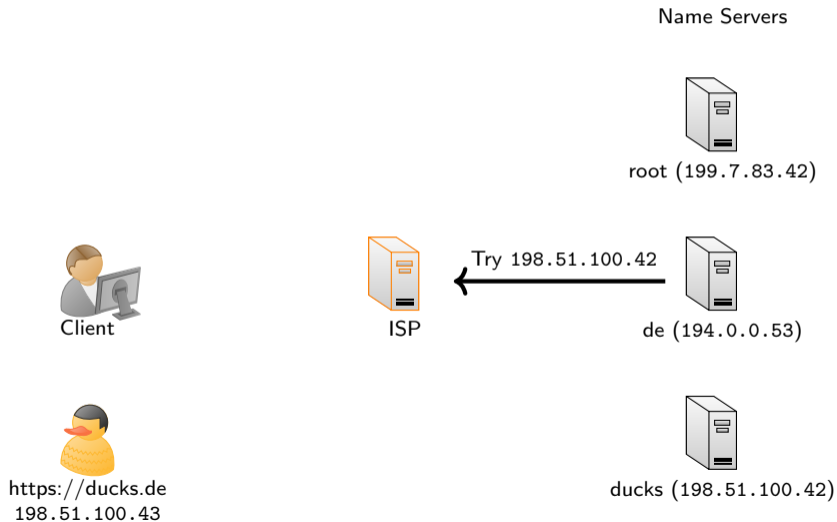 Name Servers
root (199.7.83.42)
Try 198.51.100.42
Client
ISP
de (194.0.0.53)
https://ducks.de
198.51.100.43
ducks (198.51.100.42)